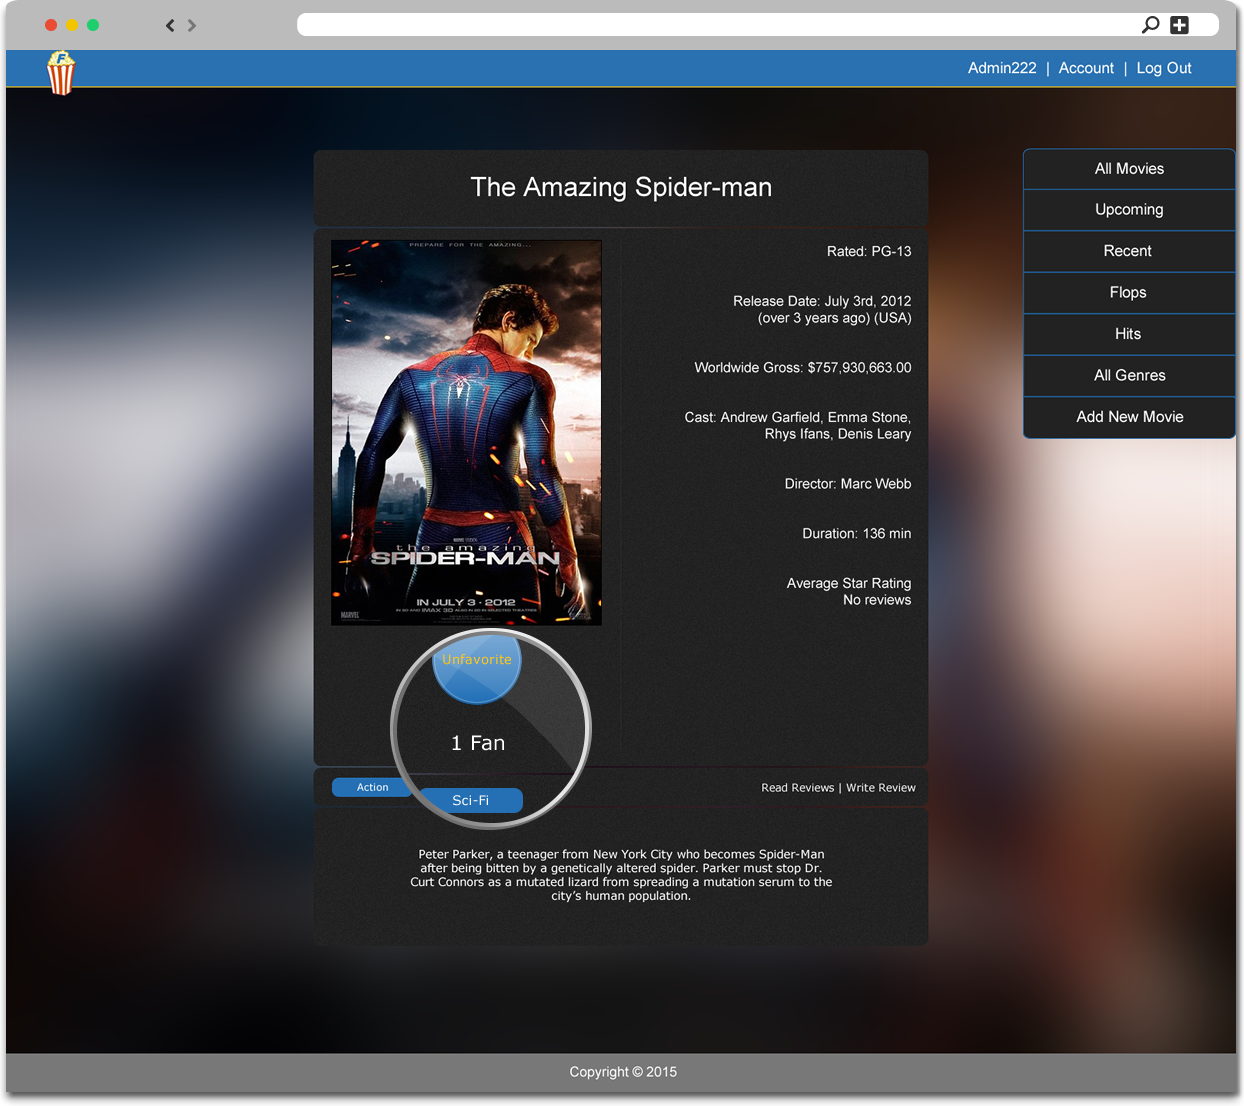 F
Admin222 | Account | Log Out
The Amazing Spider-man
All Movies
Upcoming
Recent
Flops
Hits
All Genres
Add New Movie
PREPARE FOR THE AMAZING...
the amazing
SPIDER-MAN
IN JULY 3 · 2012
MARVEL
Rated: PG-13
Release Date: July 3rd, 2012
(over 3 years ago) (USA)
Worldwide Gross: $757,930,663.00
Cast: Andrew Garfield, Emma Stone,
Rhys Ifans, Denis Leary
Director: Marc Webb
Duration: 136 min
Average Star Rating
No reviews
Unfavorite
1 Fan
Action
Sci-Fi
Read Reviews | Write Review
Peter Parker, a teenager from New York City who becomes Spider-Man
after being bitten by a genetically altered spider. Parker must stop Dr.
Curt Connors as a mutated lizard from spreading a mutation serum to the
city’s human population.
Copyright © 2015